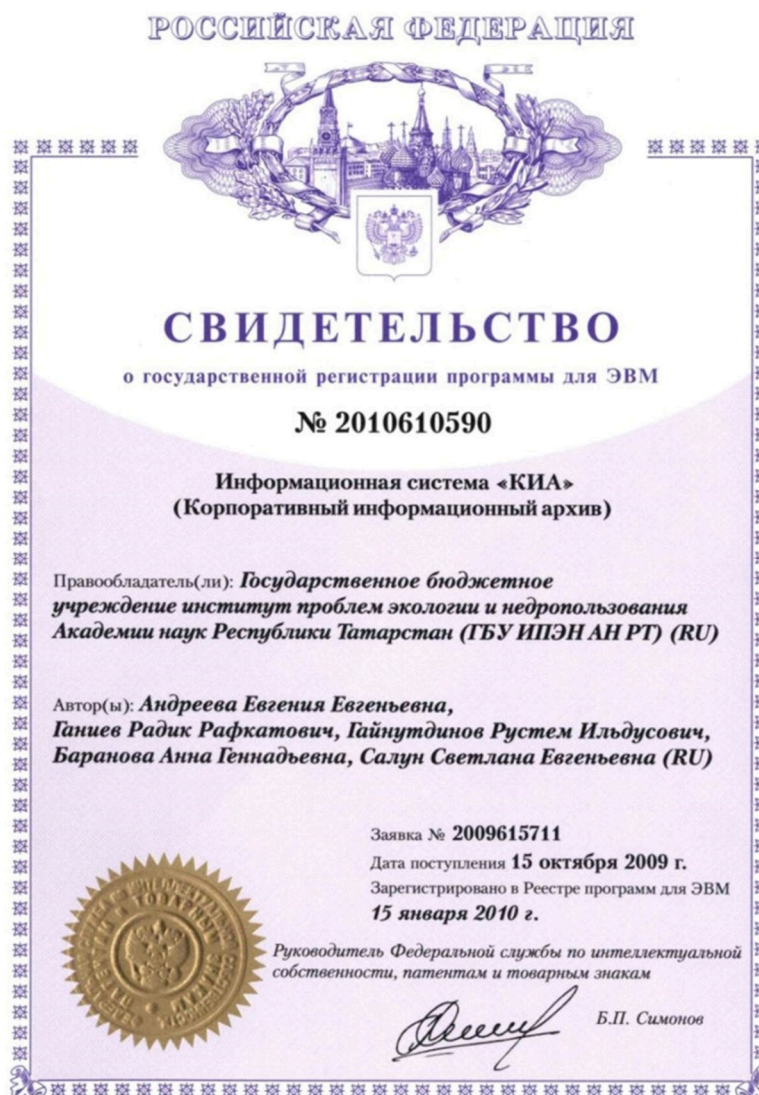 РОССИЙСКАЯ ФЕДЕРАЦИЯ
СВИДЕТЕЛЬСТВО
о государственной регистрации программы для ЭВМ
№ 2010610590
Информационная система «КИА»
(Корпоративный информационный архив)
Правообладатель(ли): Государственное бюджетное
учреждение институт проблем экологии и недропользования
Академии наук Республики Татарстан (ГБУ ИПЭН АН РТ) (RU)
Автор(ы): Андреева Евгения Евгеньевна,
Ганиев Радик Рафкатович, Гайнутдинов Рустем Ильдусович,
Баранова Анна Геннадьевна, Салун Светлана Евгеньевна (RU)
Заявка № 2009615711
Дата поступления 15 октября 2009 г.
Зарегистрировано в Реестре программ для ЭВМ
15 января 2010 г.
Руководитель Федеральной службы по интеллектуальной
собственности, патентам и товарным знакам
Б.П. Симонов